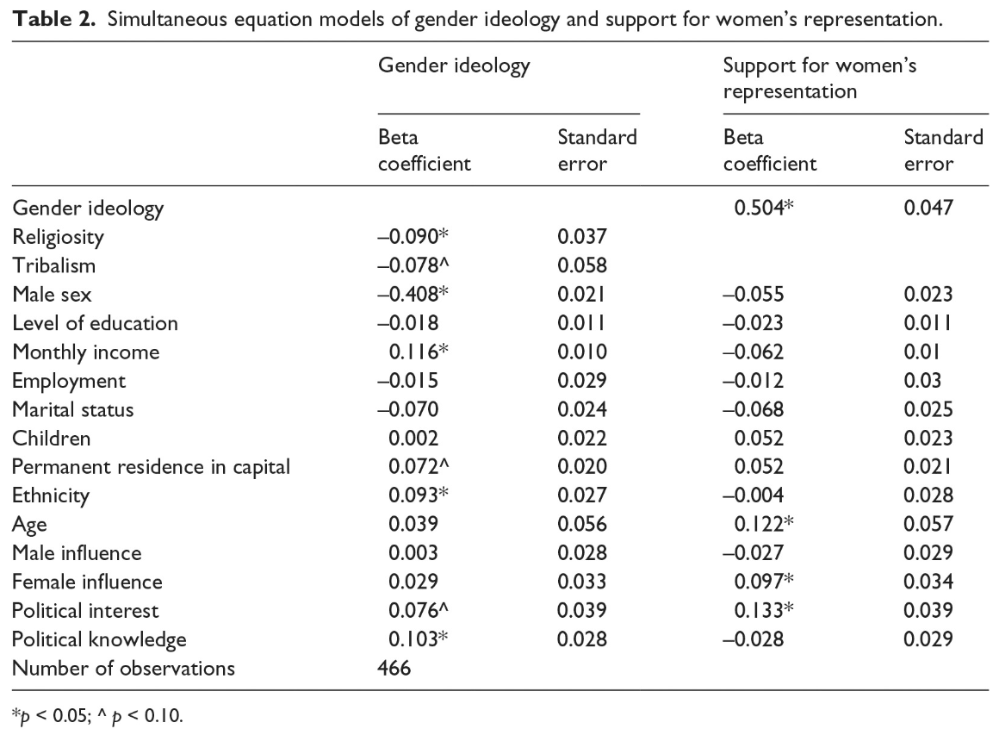 Table 2. Simultaneous equation models of gender ideology and support for women’s representation.
Gender ideology Support for women’s
representation
Beta Standard Beta Standard
coefficient error coefficient error
Gender ideology 0.504* 0.047
Religiosity –0.090* 0.037
Tribalism –0.078^ 0.058
Male sex –0.408* 0.021 –0.055 0.023
Level of education –0.018 0.011 –0.023 0.011
Monthly income 0.116* 0.010 –0.062 0.01
Employment –0.015 0.029 –0.012 0.03
Marital status –0.070 0.024 –0.068 0.025
Children 0.002 0.022 0.052 0.023
Permanent residence in capital 0.072^ 0.020 0.052 0.021
Ethnicity 0.093* 0.027 –0.004 0.028
Age 0.039 0.056 0.122* 0.057
Male influence 0.003 0.028 –0.027 0.029
Female influence 0.029 0.033 0.097* 0.034
Political interest 0.076^ 0.039 0.133* 0.039
Political knowledge 0.103* 0.028 –0.028 0.029
Number of observations 466
*p < 0.05; ^ p < 0.10.